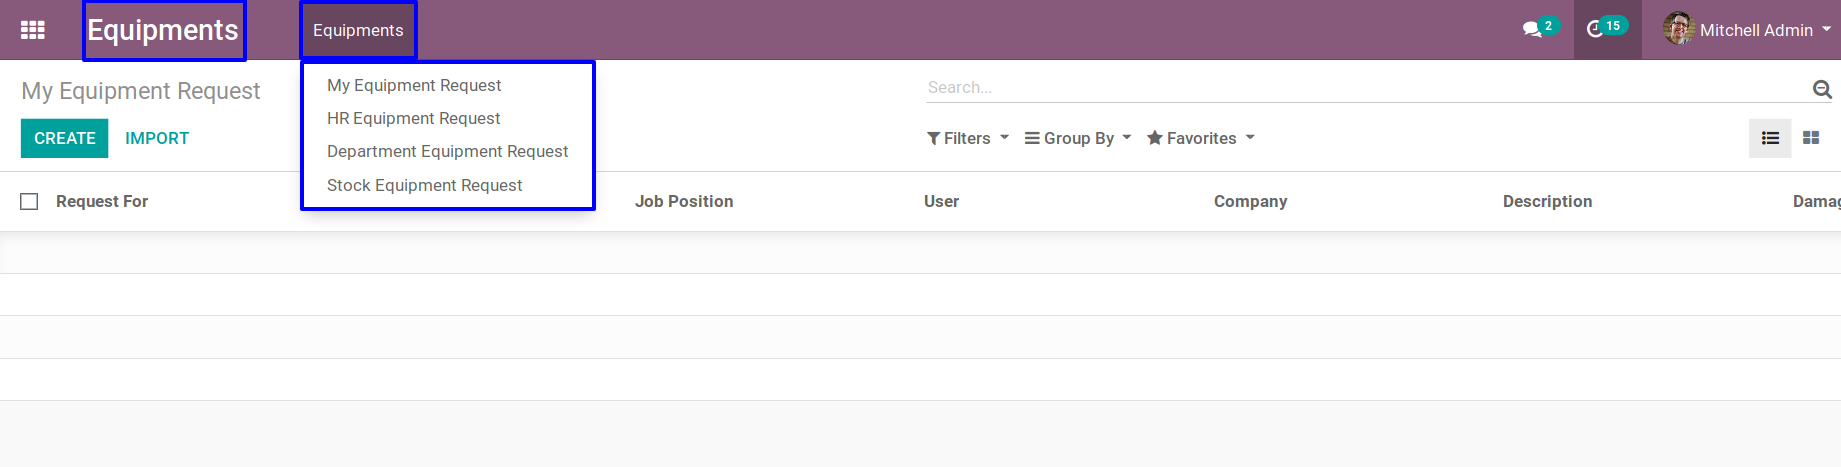 Equipments Equipments 2 15 Mitchell Admin
My Equipment Request
HR Equipment Request
Department Equipment Request
Stock Equipment Request
My Equipment Request Search...
CREATE IMPORT Filters Group By Favorites
Request For Job Position User Company Description Damag